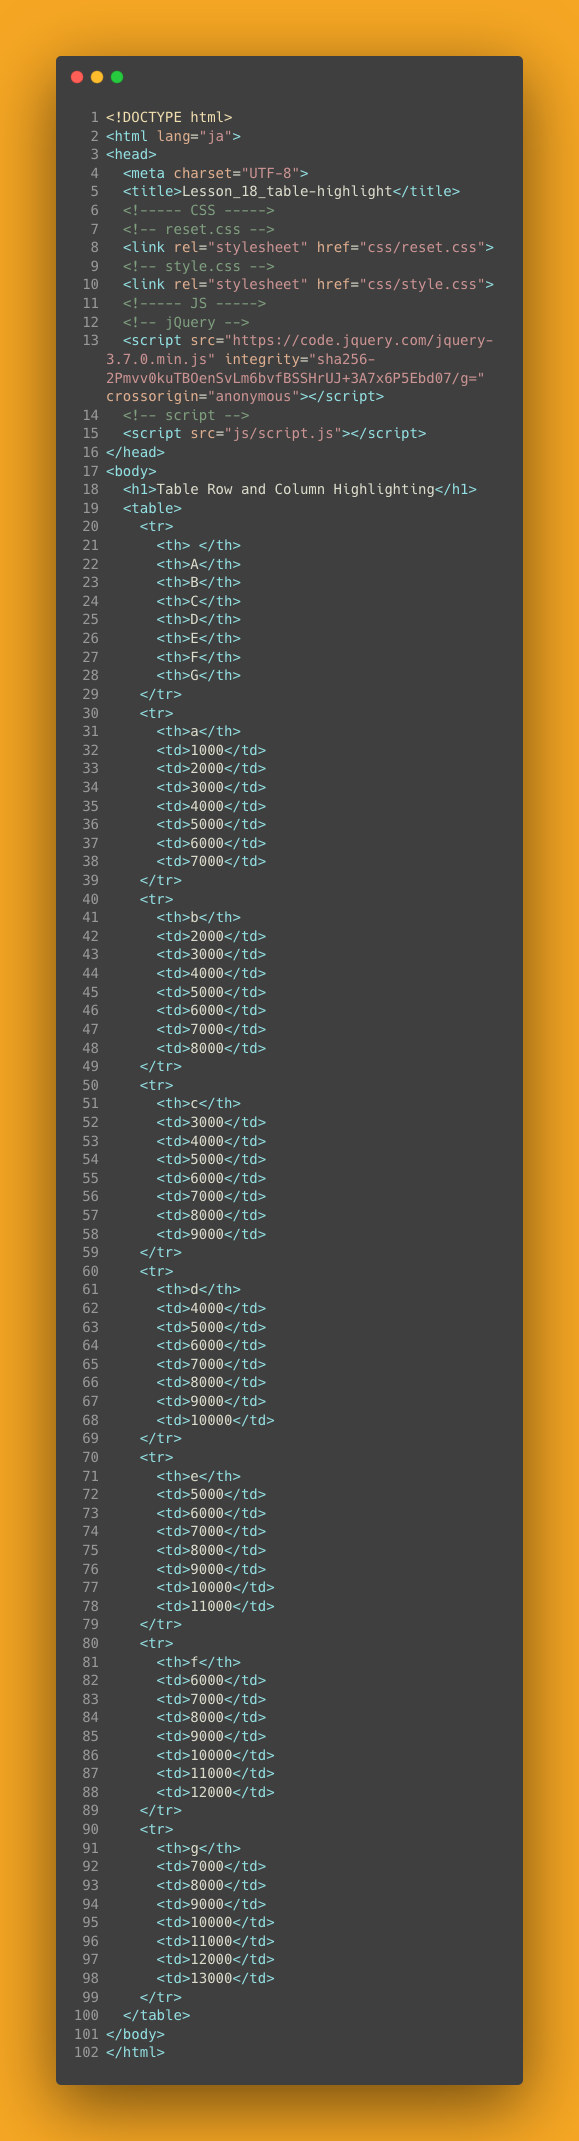 1 <!DOCTYPE html>
2 <html lang="ja">
3 <head>
4   <meta charset="UTF-8">
5   <title>Lesson_18_table-highlight</title>
6   <!----- CSS ----->
7   <!-- reset.css -->
8   <link rel="stylesheet" href="css/reset.css">
9   <!-- style.css -->
10   <link rel="stylesheet" href="css/style.css">
11   <!----- JS ----->
12   <!-- jQuery -->
13   <script src="https://code.jquery.com/jquery-
3.7.0.min.js" integrity="sha256-
2Pmvv0kuTBOenSvLm6bvfBSSHrUJ+3A7x6P5Ebd07/g="
crossorigin="anonymous"></script>
14   <!-- script -->
15   <script src="js/script.js"></script>
16 </head>
17 <body>
18   <h1>Table Row and Column Highlighting</h1>
19   <table>
20     <tr>
21       <th> </th>
22       <th>A</th>
23       <th>B</th>
24       <th>C</th>
25       <th>D</th>
26       <th>E</th>
27       <th>F</th>
28       <th>G</th>
29     </tr>
30     <tr>
31       <th>a</th>
32       <td>1000</td>
33       <td>2000</td>
34       <td>3000</td>
35       <td>4000</td>
36       <td>5000</td>
37       <td>6000</td>
38       <td>7000</td>
39     </tr>
40     <tr>
41       <th>b</th>
42       <td>2000</td>
43       <td>3000</td>
44       <td>4000</td>
45       <td>5000</td>
46       <td>6000</td>
47       <td>7000</td>
48       <td>8000</td>
49     </tr>
50     <tr>
51       <th>c</th>
52       <td>3000</td>
53       <td>4000</td>
54       <td>5000</td>
55       <td>6000</td>
56       <td>7000</td>
57       <td>8000</td>
58       <td>9000</td>
59     </tr>
60     <tr>
61       <th>d</th>
62       <td>4000</td>
63       <td>5000</td>
64       <td>6000</td>
65       <td>7000</td>
66       <td>8000</td>
67       <td>9000</td>
68       <td>10000</td>
69     </tr>
70     <tr>
71       <th>e</th>
72       <td>5000</td>
73       <td>6000</td>
74       <td>7000</td>
75       <td>8000</td>
76       <td>9000</td>
77       <td>10000</td>
78       <td>11000</td>
79     </tr>
80     <tr>
81       <th>f</th>
82       <td>6000</td>
83       <td>7000</td>
84       <td>8000</td>
85       <td>9000</td>
86       <td>10000</td>
87       <td>11000</td>
88       <td>12000</td>
89     </tr>
90     <tr>
91       <th>g</th>
92       <td>7000</td>
93       <td>8000</td>
94       <td>9000</td>
95       <td>10000</td>
96       <td>11000</td>
97       <td>12000</td>
98       <td>13000</td>
99     </tr>
100   </table>
101 </body>
102 </html>